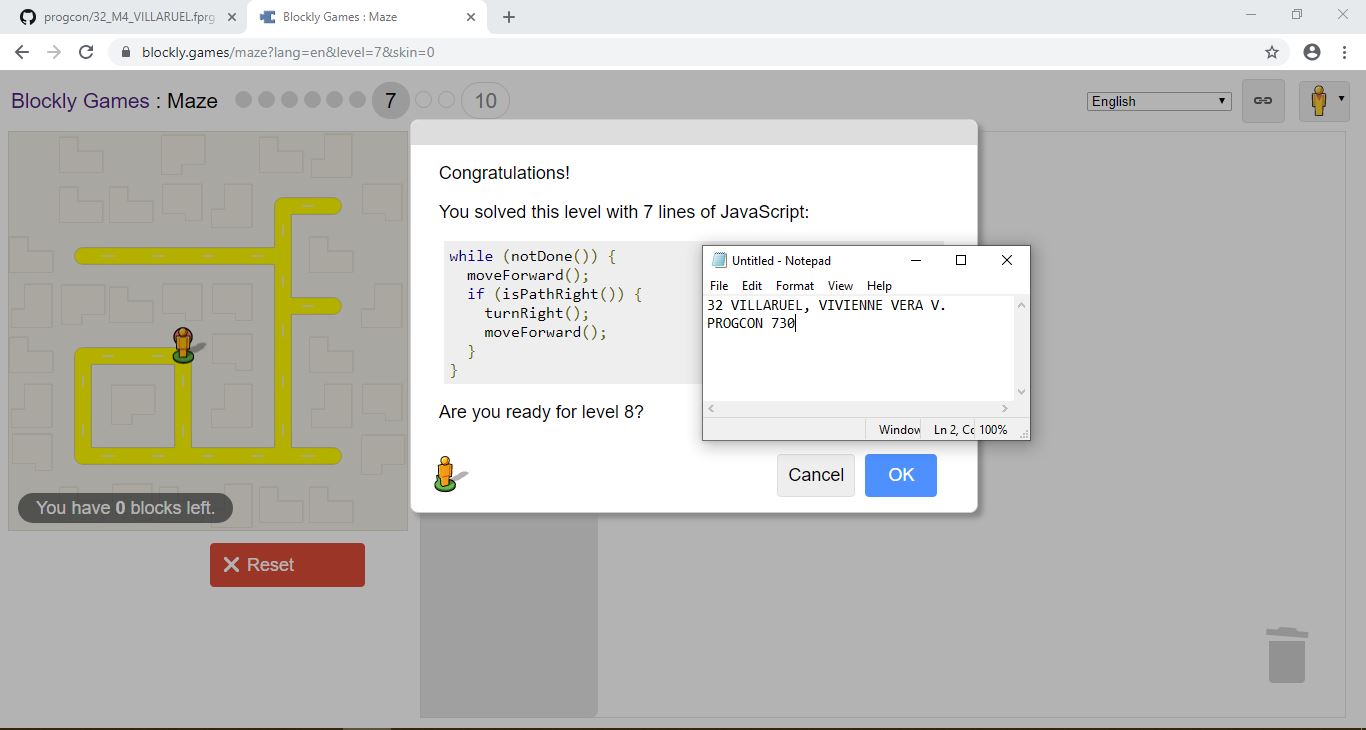 progcon/32_M4_VILLARUEL.fprg
Blockly Games : Maze
blockly.games/maze?lang=en&level=7&skin=0
Blockly Games : Maze
7
10
English
Congratulations!
You solved this level with 7 lines of JavaScript:
while (notDone()) {
moveForward();
if (isPathRight()) {
turnRight();
moveForward();
}
}
Are you ready for level 8?
Cancel
OK
Untitled - Notepad
File Edit Format View Help
32 VILLARUEL, VIVIENNE VERA V.
PROGCON 730
Window
Ln 2, Co
100%
You have 0 blocks left.
Reset